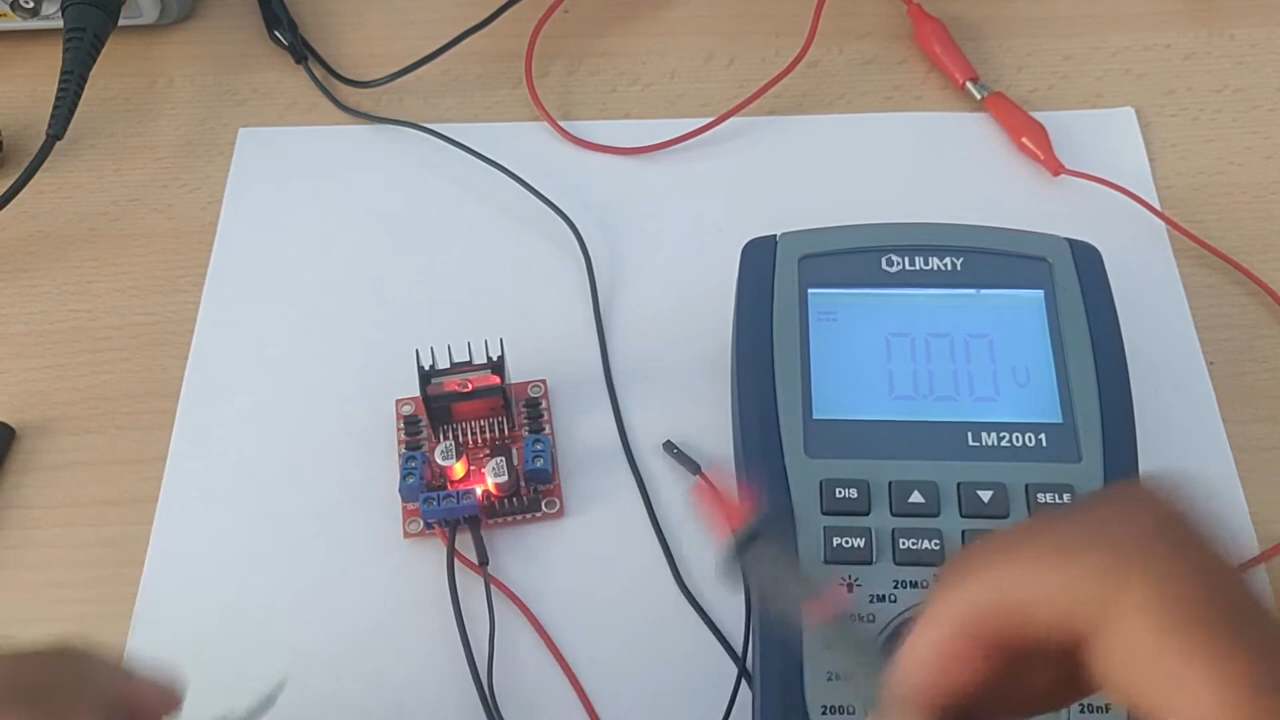 LIUMY
0.00 V
LM2001
DIS
SELE
POW
DC/AC
20MΩ
2MΩ
200Ω
20nF